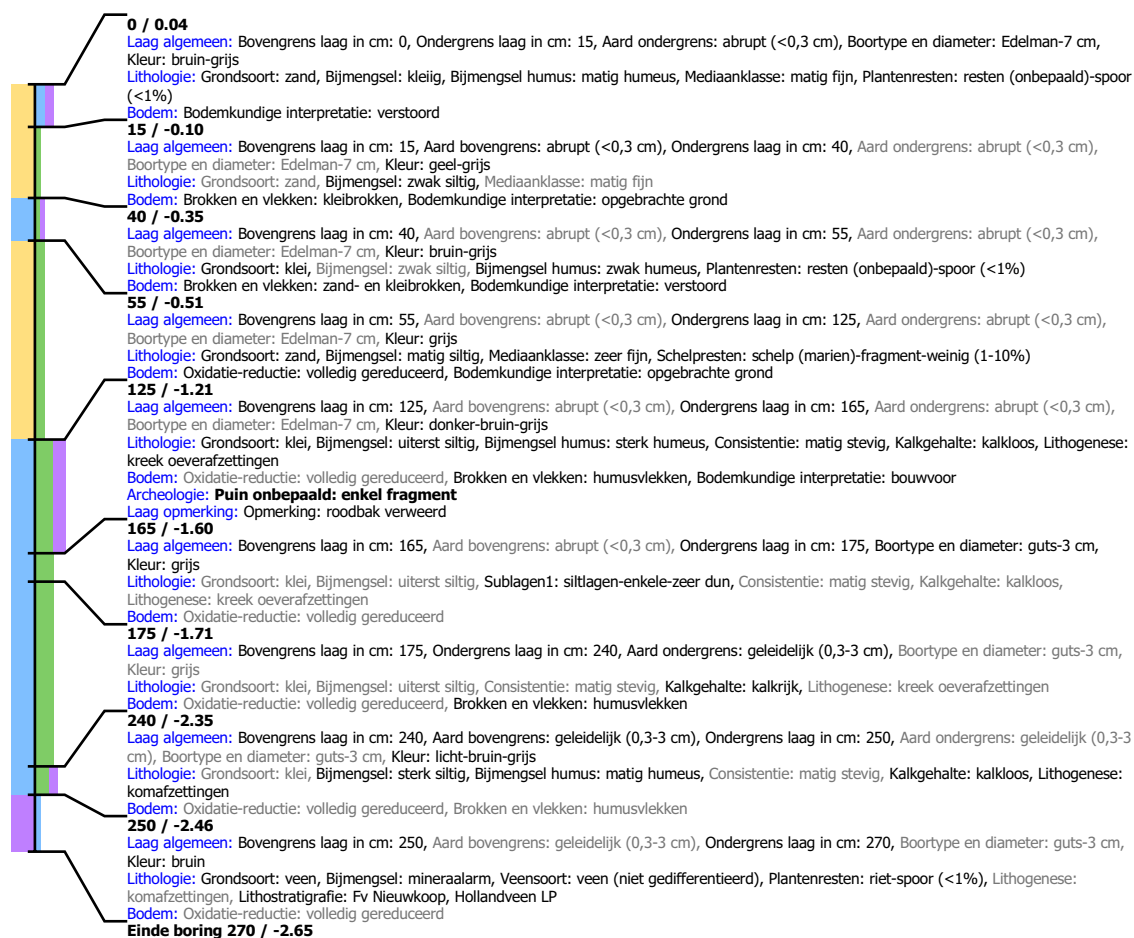 0 / 0.04
Laag algemeen: Bovengrens laag in cm: 0, Ondergrens laag in cm: 15, Aard ondergrens: abrupt (<0,3 cm), Boortype en diameter: Edelman-7 cm,
Kleur: bruin-grijs
Lithologie: Grondsoort: zand, Bijmengsel: kleiig, Bijmengsel humus: matig humeus, Mediaanklasse: matig fijn, Plantenresten: resten (onbepaald)-spoor
(<1%)
Bodem: Bodemkundige interpretatie: verstoord
15 / -0.10
Laag algemeen: Bovengrens laag in cm: 15, Aard bovengrens: abrupt (<0,3 cm), Ondergrens laag in cm: 40, Aard ondergrens: abrupt (<0,3 cm),
Boortype en diameter: Edelman-7 cm, Kleur: geel-grijs
Lithologie: Grondsoort: zand, Bijmengsel: zwak siltig, Mediaanklasse: matig fijn
Bodem: Brokken en vlekken: kleibrokken, Bodemkundige interpretatie: opgebrachte grond
40 / -0.35
Laag algemeen: Bovengrens laag in cm: 40, Aard bovengrens: abrupt (<0,3 cm), Ondergrens laag in cm: 55, Aard ondergrens: abrupt (<0,3 cm),
Boortype en diameter: Edelman-7 cm, Kleur: bruin-grijs
Lithologie: Grondsoort: klei, Bijmengsel: zwak siltig, Bijmengsel humus: zwak humeus, Plantenresten: resten (onbepaald)-spoor (<1%)
Bodem: Brokken en vlekken: zand- en kleibrokken, Bodemkundige interpretatie: verstoord
55 / -0.51
Laag algemeen: Bovengrens laag in cm: 55, Aard bovengrens: abrupt (<0,3 cm), Ondergrens laag in cm: 125, Aard ondergrens: abrupt (<0,3 cm),
Boortype en diameter: Edelman-7 cm, Kleur: grijs
Lithologie: Grondsoort: zand, Bijmengsel: matig siltig, Mediaanklasse: zeer fijn, Schelpresten: schelp (marien)-fragment-weinig (1-10%)
Bodem: Oxidatie-reductie: volledig gereduceerd, Bodemkundige interpretatie: opgebrachte grond
125 / -1.21
Laag algemeen: Bovengrens laag in cm: 125, Aard bovengrens: abrupt (<0,3 cm), Ondergrens laag in cm: 165, Aard ondergrens: abrupt (<0,3 cm),
Boortype en diameter: Edelman-7 cm, Kleur: donker-bruin-grijs
Lithologie: Grondsoort: klei, Bijmengsel: uiterst siltig, Bijmengsel humus: sterk humeus, Consistentie: matig stevig, Kalkgehalte: kalkloos, Lithogenese:
kreek oeverafzettingen
Bodem: Oxidatie-reductie: volledig gereduceerd, Brokken en vlekken: humusvlekken, Bodemkundige interpretatie: bouwvoor
Archeologie: Puin onbepaald: enkel fragment
Laag opmerking: Opmerking: roodbak verweerd
165 / -1.60
Laag algemeen: Bovengrens laag in cm: 165, Aard bovengrens: abrupt (<0,3 cm), Ondergrens laag in cm: 175, Boortype en diameter: guts-3 cm,
Kleur: grijs
Lithologie: Grondsoort: klei, Bijmengsel: uiterst siltig, Sublagen1: siltlagen-enkele-zeer dun, Consistentie: matig stevig, Kalkgehalte: kalkloos,
Lithogenese: kreek oeverafzettingen
Bodem: Oxidatie-reductie: volledig gereduceerd
175 / -1.71
Laag algemeen: Bovengrens laag in cm: 175, Ondergrens laag in cm: 240, Aard ondergrens: geleidelijk (0,3-3 cm), Boortype en diameter: guts-3 cm,
Kleur: grijs
Lithologie: Grondsoort: klei, Bijmengsel: uiterst siltig, Consistentie: matig stevig, Kalkgehalte: kalkrijk, Lithogenese: kreek oeverafzettingen
Bodem: Oxidatie-reductie: volledig gereduceerd, Brokken en vlekken: humusvlekken
240 / -2.35
Laag algemeen: Bovengrens laag in cm: 240, Aard bovengrens: geleidelijk (0,3-3 cm), Ondergrens laag in cm: 250, Aard ondergrens: geleidelijk (0,3-3
cm), Boortype en diameter: guts-3 cm, Kleur: licht-bruin-grijs
Lithologie: Grondsoort: klei, Bijmengsel: sterk siltig, Bijmengsel humus: matig humeus, Consistentie: matig stevig, Kalkgehalte: kalkloos, Lithogenese:
komafzettingen
Bodem: Oxidatie-reductie: volledig gereduceerd, Brokken en vlekken: humusvlekken
250 / -2.46
Laag algemeen: Bovengrens laag in cm: 250, Aard bovengrens: geleidelijk (0,3-3 cm), Ondergrens laag in cm: 270, Boortype en diameter: guts-3 cm,
Kleur: bruin
Lithologie: Grondsoort: veen, Bijmengsel: mineraalarm, Veensoort: veen (niet gedifferentieerd), Plantenresten: riet-spoor (<1%), Lithogenese:
komafzettingen, Lithostratigrafie: Fv Nieuwkoop, Hollandveen LP
Bodem: Oxidatie-reductie: volledig gereduceerd
Einde boring 270 / -2.65